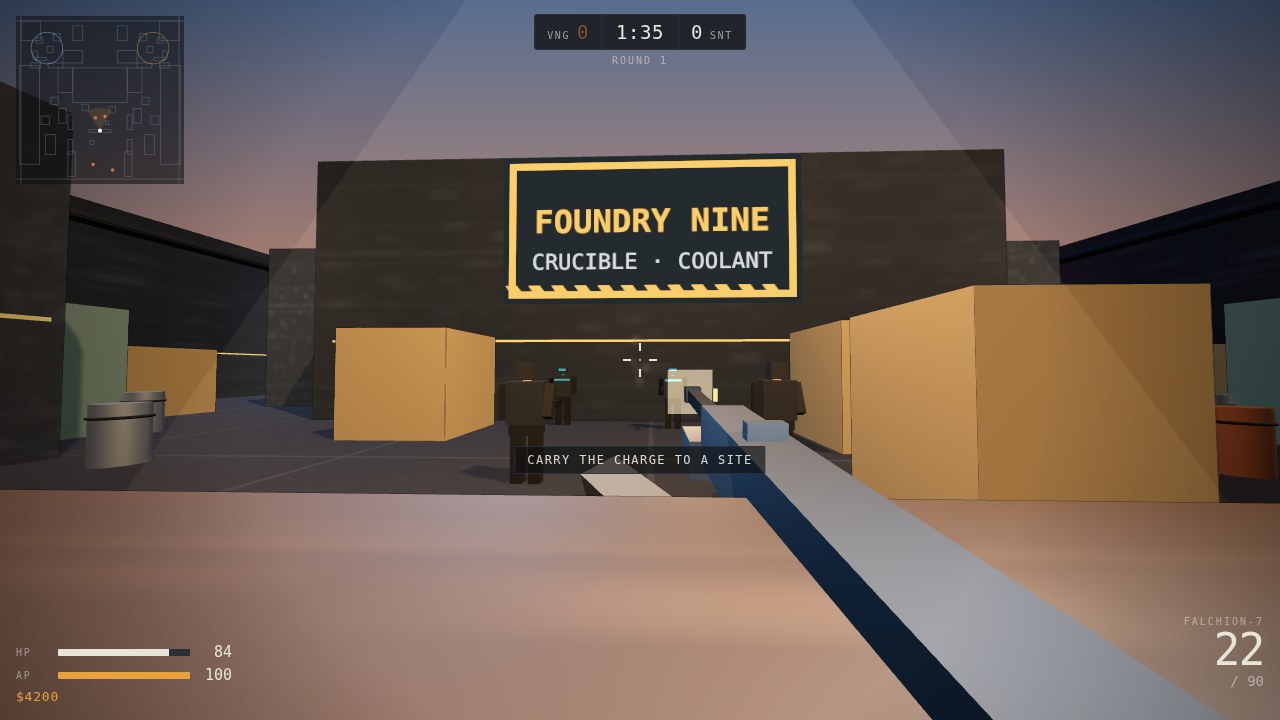 VNG 0 1:35 0 SNT
ROUND 1
FOUNDRY NINE
CRUCIBLE · COOLANT
CARRY THE CHARGE TO A SITE
HP 84
AP 100
$4200
FALCHION-7
22
/ 90